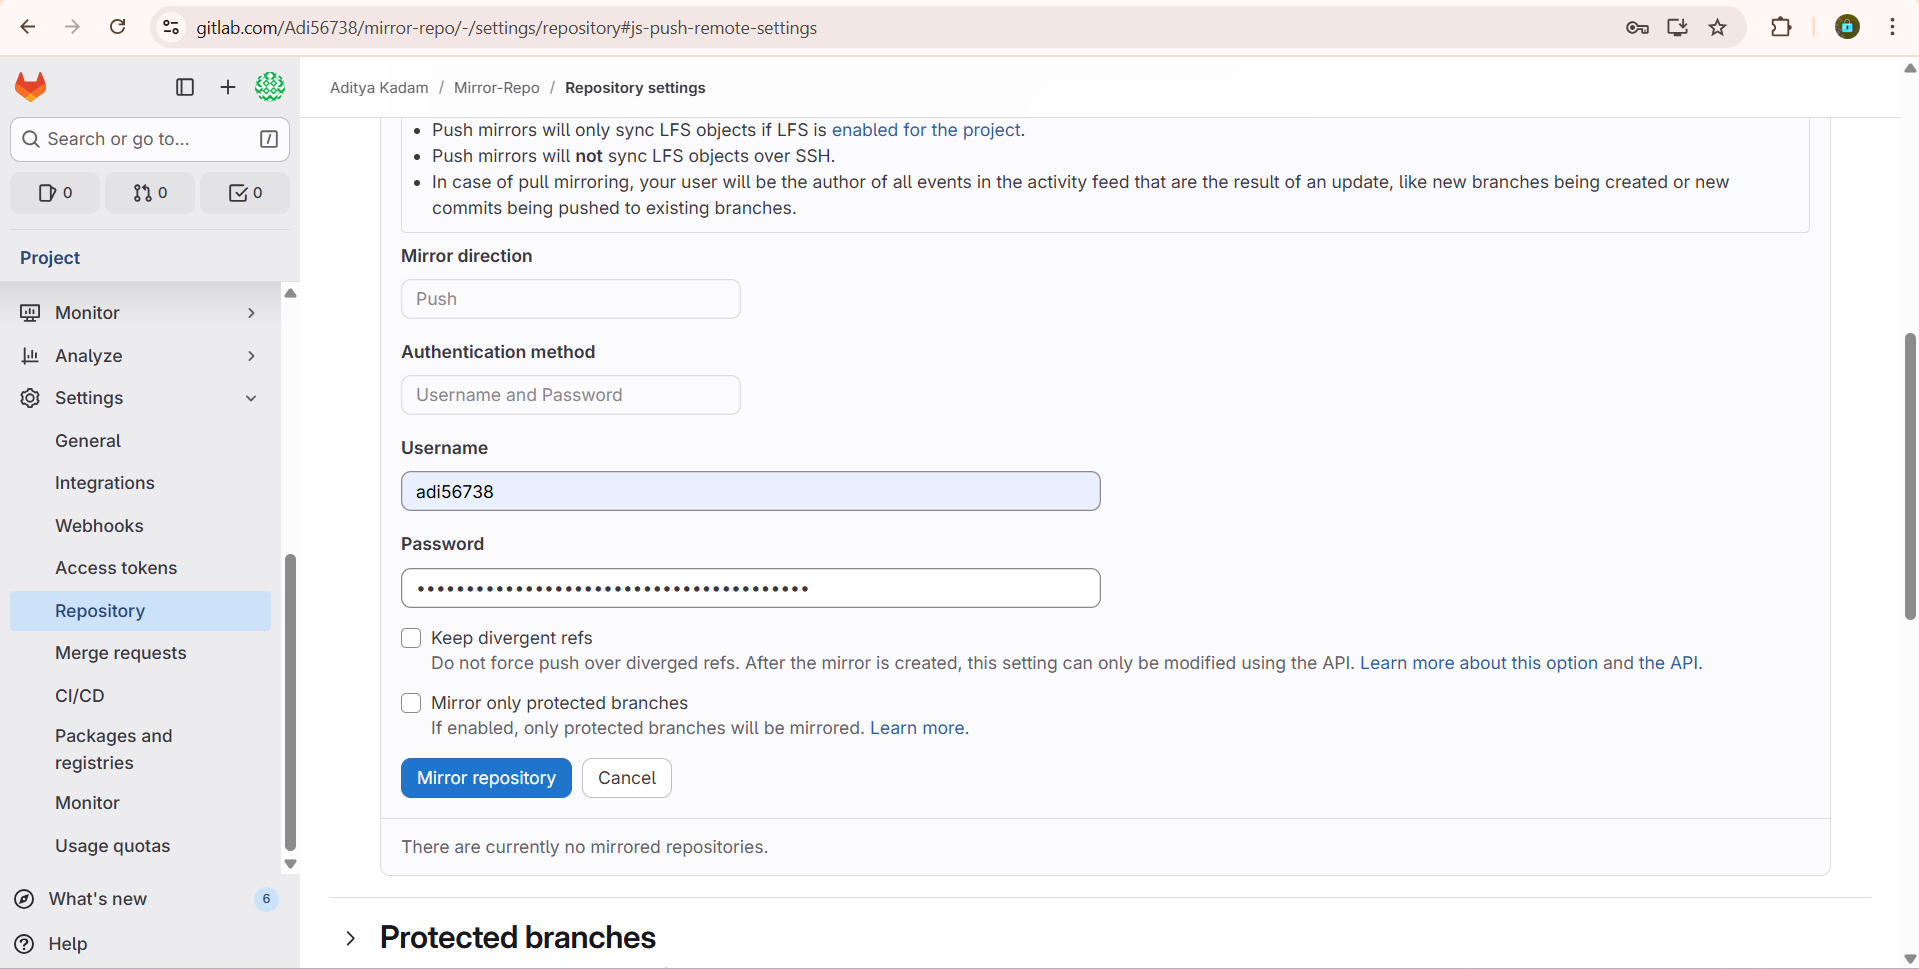 gitlab.com/Adi56738/mirror-repo/-/settings/repository#js-push-remote-settings
Aditya Kadam / Mirror-Repo / Repository settings
Search or go to... /
0 0 0
Project
Monitor
Analyze
Settings
General
Integrations
Webhooks
Access tokens
Repository
Merge requests
CI/CD
Packages and
registries
Monitor
Usage quotas
What's new 6
Help
Push mirrors will only sync LFS objects if LFS is enabled for the project.
Push mirrors will not sync LFS objects over SSH.
In case of pull mirroring, your user will be the author of all events in the activity feed that are the result of an update, like new branches being created or new
commits being pushed to existing branches.
Mirror direction
Push
Authentication method
Username and Password
Username
adi56738
Password
Keep divergent refs
Do not force push over diverged refs. After the mirror is created, this setting can only be modified using the API. Learn more about this option and the API.
Mirror only protected branches
If enabled, only protected branches will be mirrored. Learn more.
Mirror repository Cancel
There are currently no mirrored repositories.
Protected branches